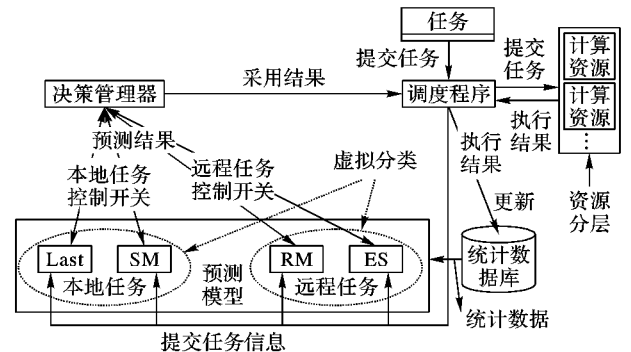 任务
提交任务
提交
任务
计算
资源
计算
资源
⋮
决策管理器
采用结果
调度程序
执行
结果
预测结果
本地任务
控制开关
远程任务
控制开关
虚拟分类
执行
结果
更新
资源
分层
Last
SM
本地任务
预测
模型
RM
ES
远程任务
统计数
据库
统计数据
提交任务信息